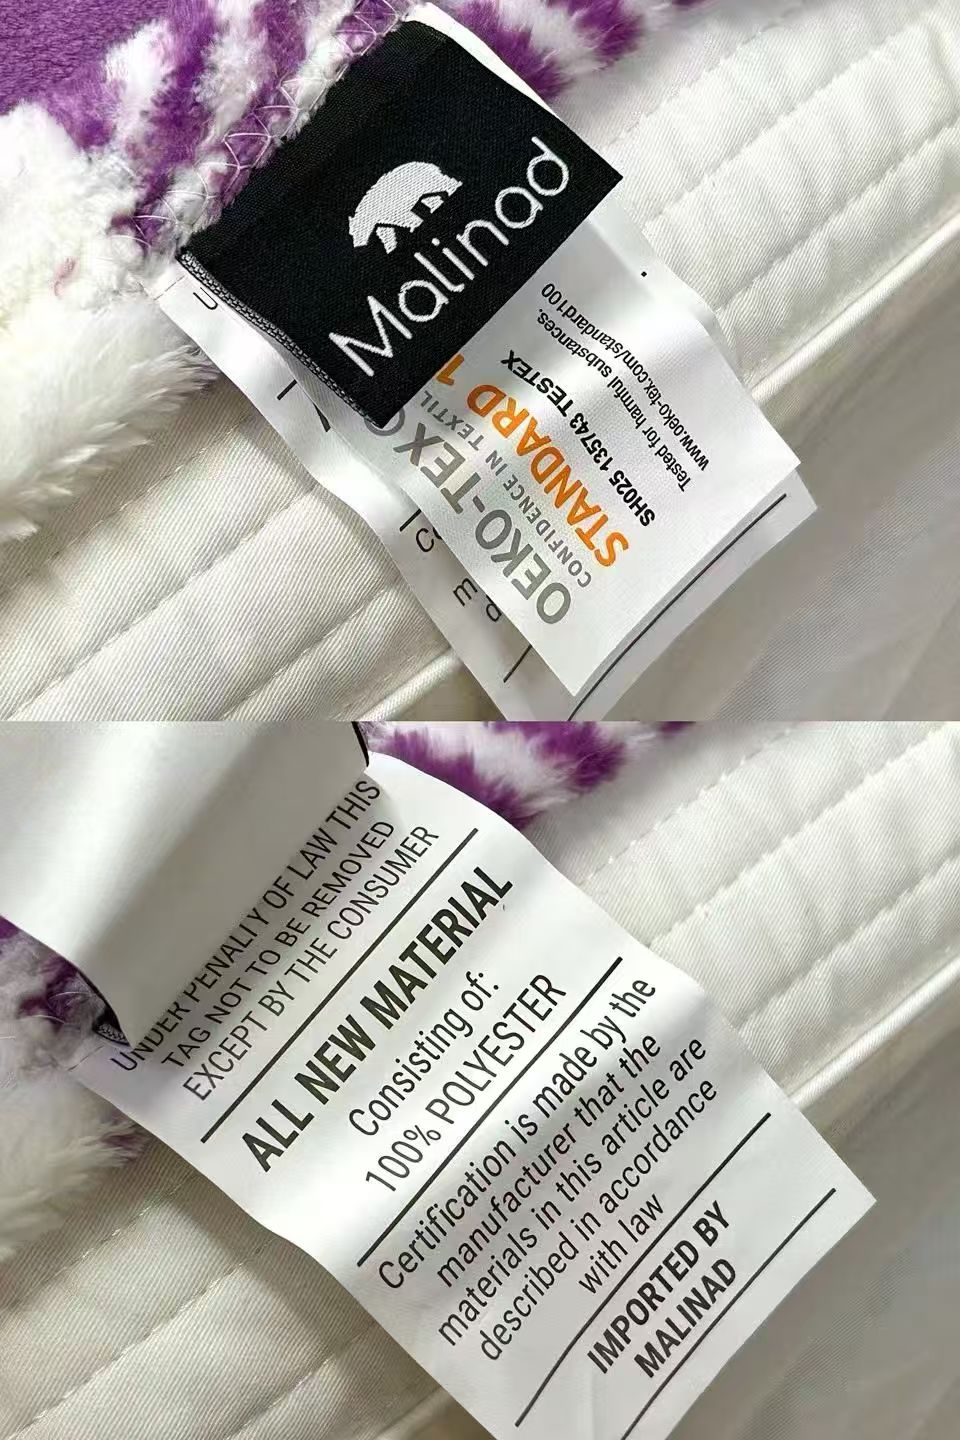 Malinad
OEKO-TEX
CONFIDENCE IN TEXTIL
STANDARD 1
SH025 135743 TESTEX
Tested for harmful substances.
www.oeko-tex.com/standard100
UNDER PENALTY OF LAW THIS
TAG NOT TO BE REMOVED
EXCEPT BY THE CONSUMER
ALL NEW MATERIAL
Consisting of:
100% POLYESTER
Certification is made by the
manufacturer that the
materials in this article are
described in accordance
with law
IMPORTED BY
MALINAD